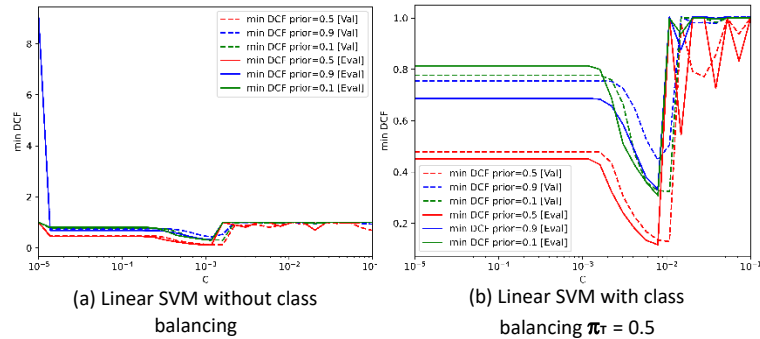 min DCF
8
6
4
2
0
min DCF prior=0.5 [Val]
min DCF prior=0.9 [Val]
min DCF prior=0.1 [Val]
min DCF prior=0.5 [Eval]
min DCF prior=0.9 [Eval]
min DCF prior=0.1 [Eval]
10⁻⁵ 10⁻⁴ 10⁻³ 10⁻² 10⁻¹
C
(a) Linear SVM without class
balancing
min DCF
1.0
0.8
0.6
0.4
0.2
min DCF prior=0.5 [Val]
min DCF prior=0.9 [Val]
min DCF prior=0.1 [Val]
min DCF prior=0.5 [Eval]
min DCF prior=0.9 [Eval]
min DCF prior=0.1 [Eval]
10⁻⁵ 10⁻⁴ 10⁻³ 10⁻² 10⁻¹
C
(b) Linear SVM with class
balancing πT = 0.5